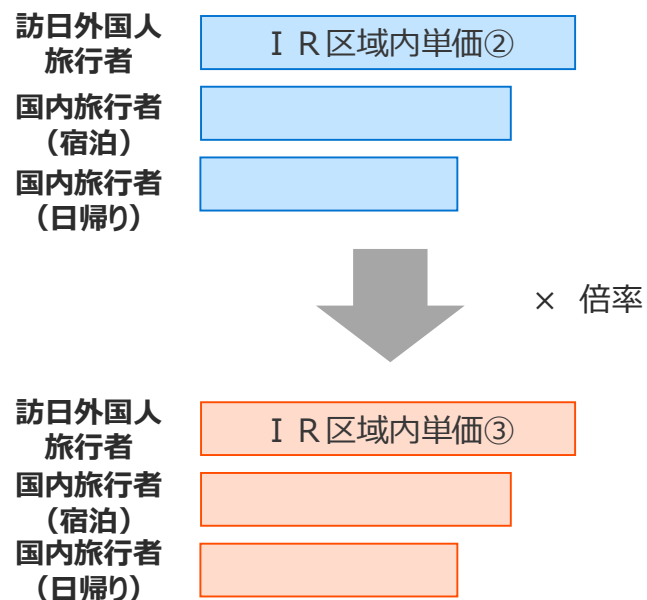 訪日外国人
旅行者
ＩＲ区域内単価②
国内旅行者
（宿泊）
国内旅行者
（日帰り）
× 倍率
訪日外国人
旅行者
ＩＲ区域内単価③
国内旅行者
（宿泊）
国内旅行者
（日帰り）